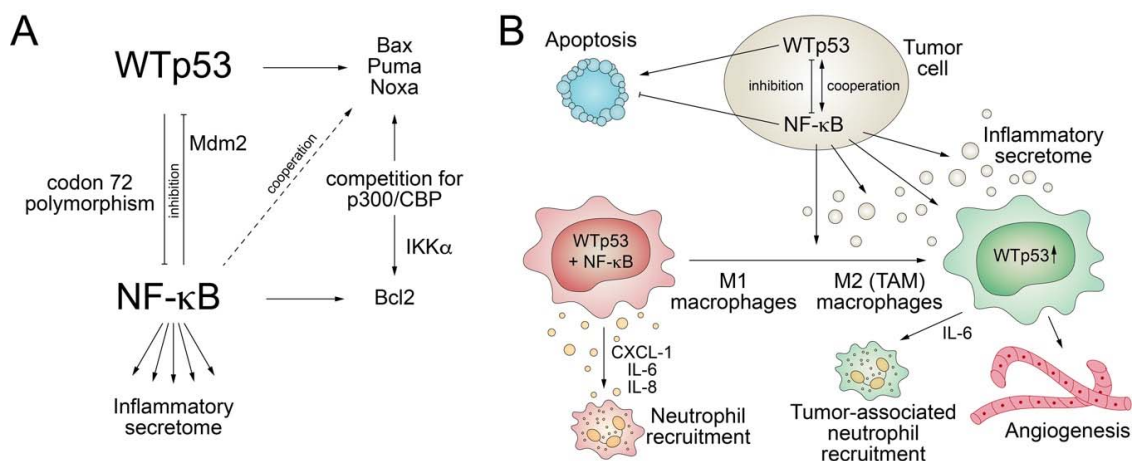 A
WTp53
Bax
Puma
Noxa
Mdm2
codon 72
polymorphism
inhibition
cooperation
competition for
p300/CBP
IKKα
NF-κB
Bcl2
Inflammatory
secretome
B
Apoptosis
WTp53
inhibition
cooperation
NF-κB
Tumor
cell
Inflammatory
secretome
WTp53
+ NF-κB
M1
macrophages
M2 (TAM)
macrophages
WTp53
CXCL-1
IL-6
IL-8
Neutrophil
recruitment
IL-6
Tumor-associated
neutrophil
recruitment
Angiogenesis